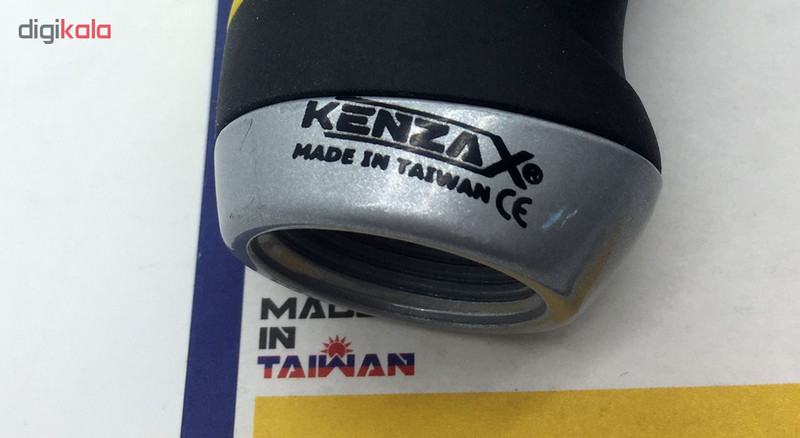 digikala
KENZAX®
MADE IN TAIWAN CE
MADE
IN
TAIWAN